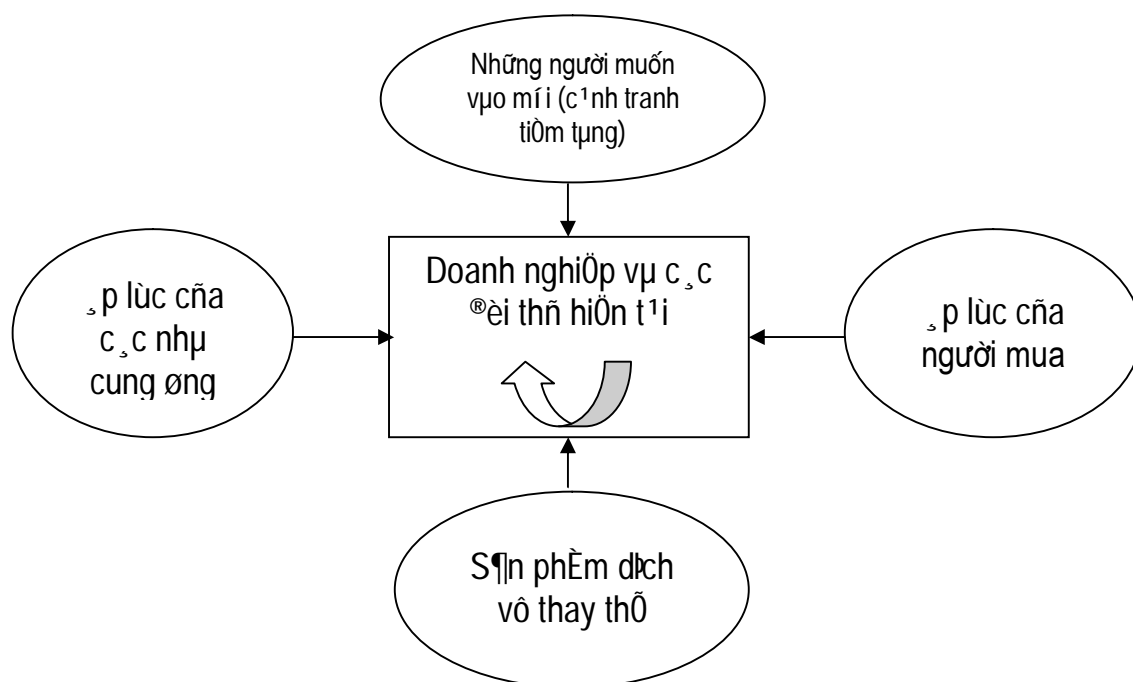 Những người muốn
vµo míi (c¹nh tranh
tiÒm tµng)
Doanh nghiÖp vµ c¸c
®èi thñ hiÖn t¹i
¸p lùc cña
c¸c nhµ
cung øng
¸p lùc cña
người mua
S¶n phÈm dÞch
vô thay thÕ